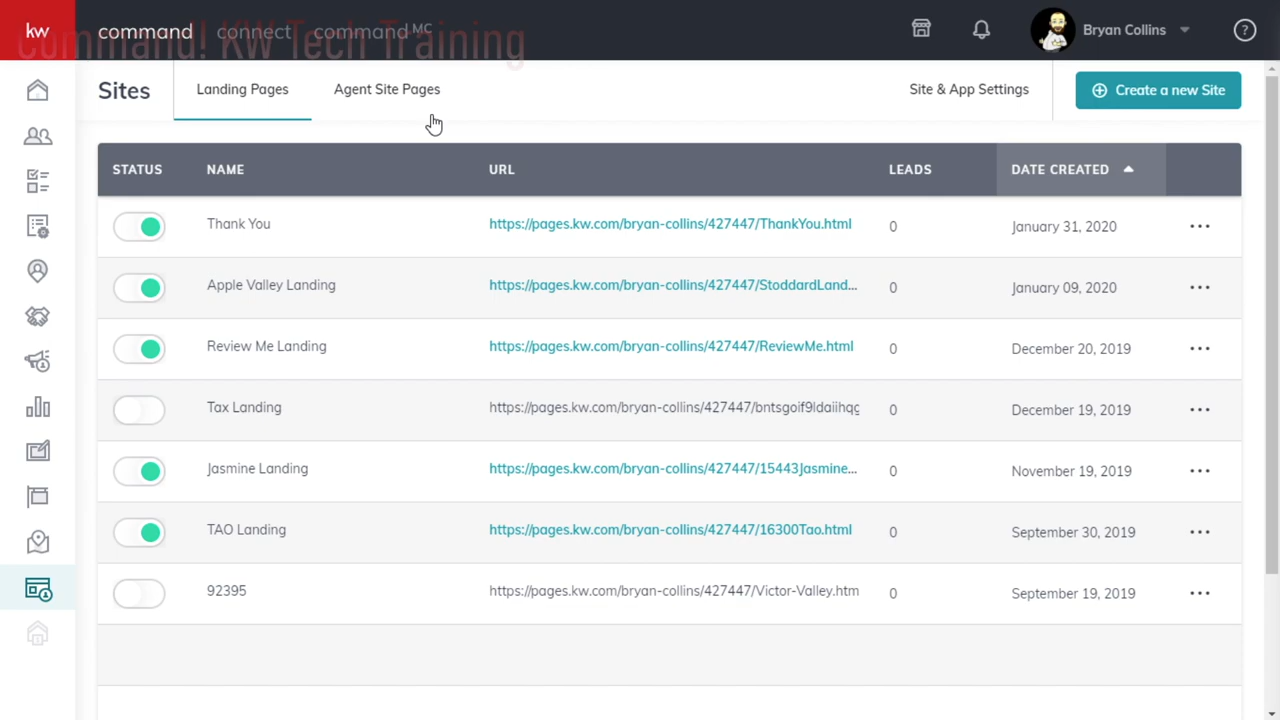 kw command connect command MC Bryan Collins ?
Command! KW Tech Training
Sites Landing Pages Agent Site Pages Site & App Settings Create a new Site
STATUS NAME URL LEADS DATE CREATED
Thank You https://pages.kw.com/bryan-collins/427447/ThankYou.html 0 January 31, 2020
Apple Valley Landing https://pages.kw.com/bryan-collins/427447/StoddardLand... 0 January 09, 2020
Review Me Landing https://pages.kw.com/bryan-collins/427447/ReviewMe.html 0 December 20, 2019
Tax Landing https://pages.kw.com/bryan-collins/427447/bntsgoif9ldaiihqg 0 December 19, 2019
Jasmine Landing https://pages.kw.com/bryan-collins/427447/15443Jasmine... 0 November 19, 2019
TAO Landing https://pages.kw.com/bryan-collins/427447/16300Tao.html 0 September 30, 2019
92395 https://pages.kw.com/bryan-collins/427447/Victor-Valley.htm 0 September 19, 2019